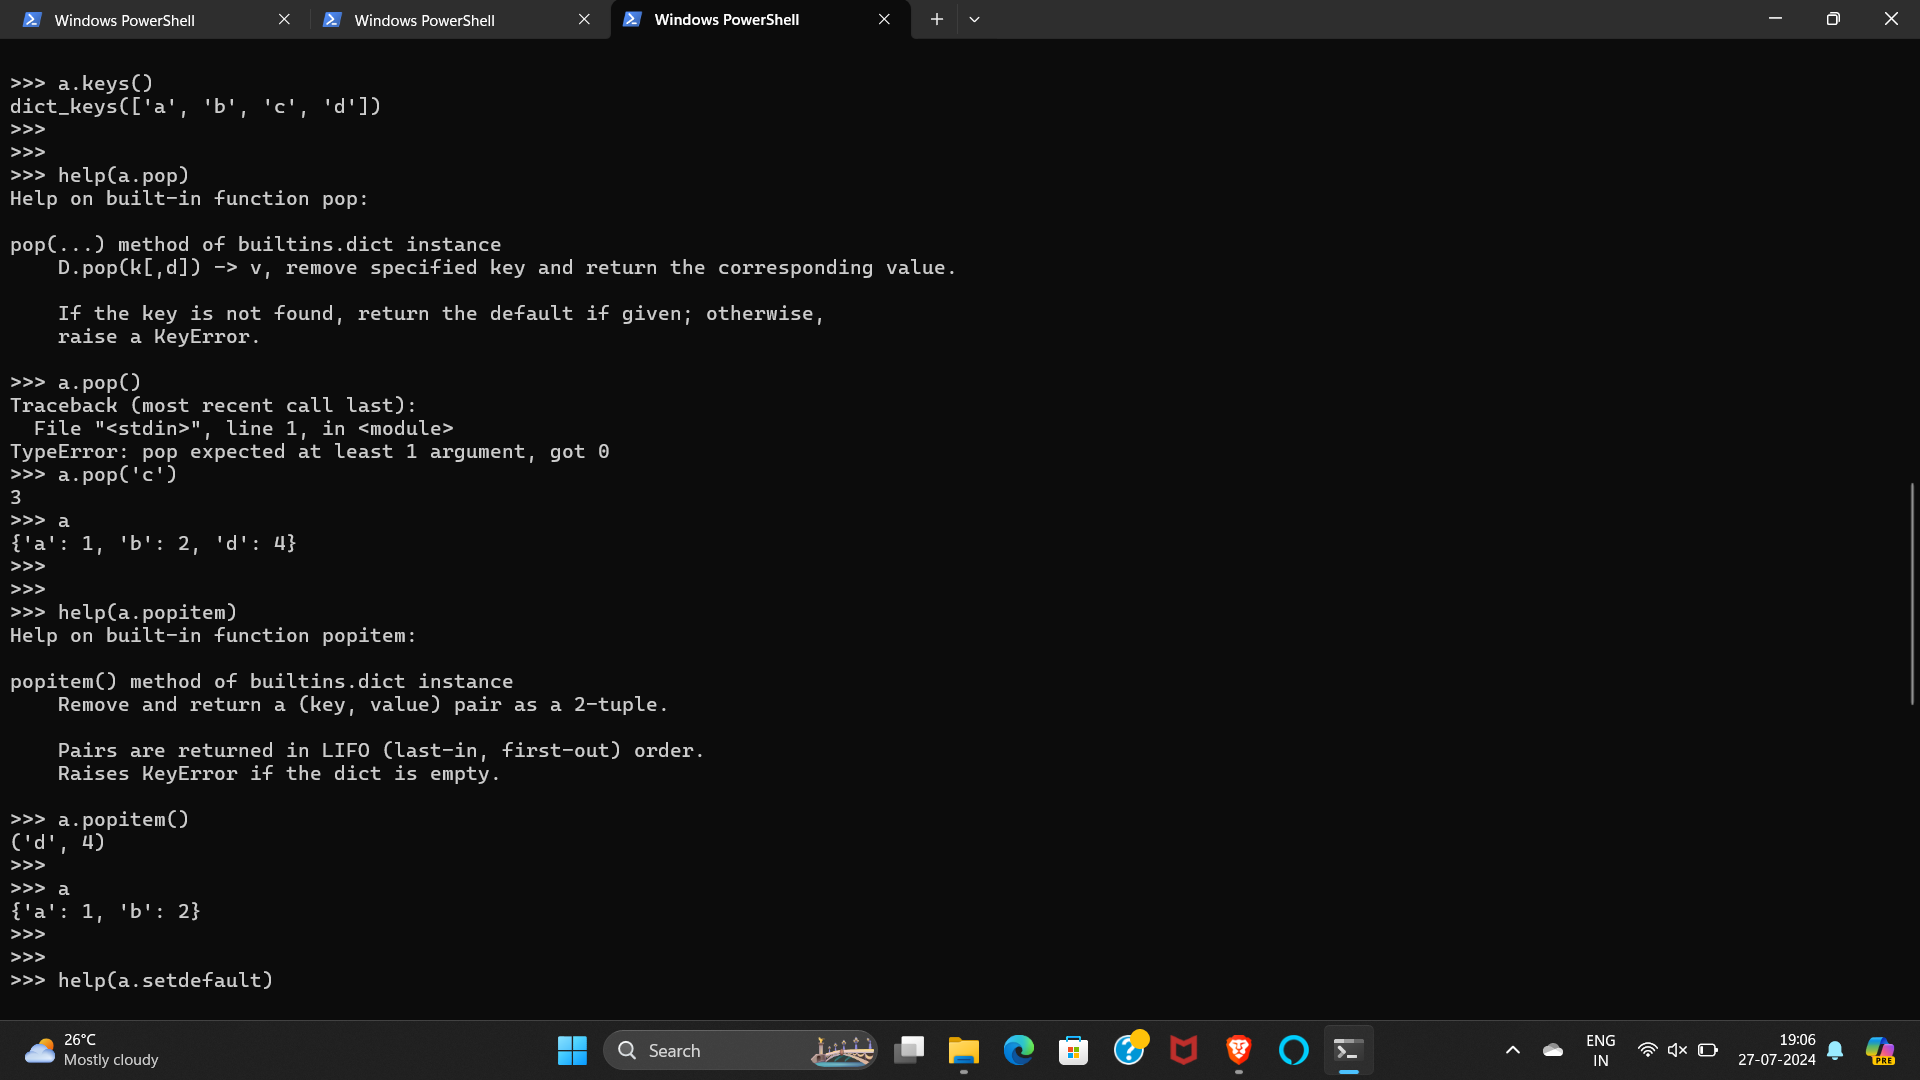 Windows PowerShell
Windows PowerShell
Windows PowerShell
>>> a.keys()
dict_keys(['a', 'b', 'c', 'd'])
>>>
>>>
>>> help(a.pop)
Help on built-in function pop:
pop(...) method of builtins.dict instance
    D.pop(k[,d]) -> v, remove specified key and return the corresponding value.
    If the key is not found, return the default if given; otherwise,
    raise a KeyError.
>>> a.pop()
Traceback (most recent call last):
  File "<stdin>", line 1, in <module>
TypeError: pop expected at least 1 argument, got 0
>>> a.pop('c')
3
>>> a
{'a': 1, 'b': 2, 'd': 4}
>>>
>>>
>>> help(a.popitem)
Help on built-in function popitem:
popitem() method of builtins.dict instance
    Remove and return a (key, value) pair as a 2-tuple.
    Pairs are returned in LIFO (last-in, first-out) order.
    Raises KeyError if the dict is empty.
>>> a.popitem()
('d', 4)
>>>
>>> a
{'a': 1, 'b': 2}
>>>
>>>
>>> help(a.setdefault)
26°C
Mostly cloudy
Search
ENG
IN
19:06
27-07-2024
PRE